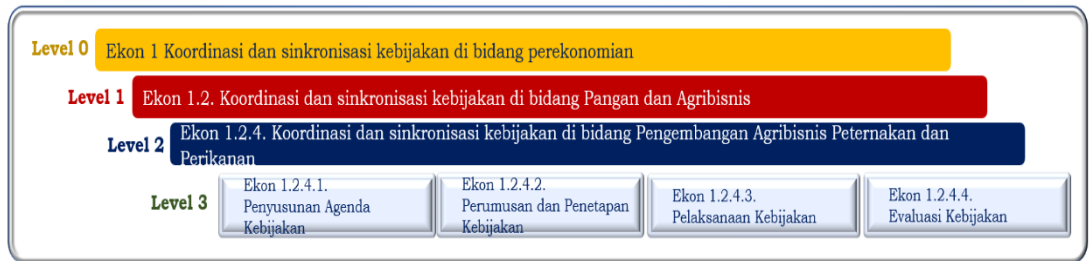 Level 0
Ekon 1 Koordinasi dan sinkronisasi kebijakan di bidang perekonomian
Level 1
Ekon 1.2. Koordinasi dan sinkronisasi kebijakan di bidang Pangan dan Agribisnis
Level 2
Ekon 1.2.4. Koordinasi dan sinkronisasi kebijakan di bidang Pengembangan Agribisnis Peternakan dan
Perikanan
Level 3
Ekon 1.2.4.1.
Penyusunan Agenda
Kebijakan
Ekon 1.2.4.2.
Perumusan dan Penetapan
Kebijakan
Ekon 1.2.4.3.
Pelaksanaan Kebijakan
Ekon 1.2.4.4.
Evaluasi Kebijakan